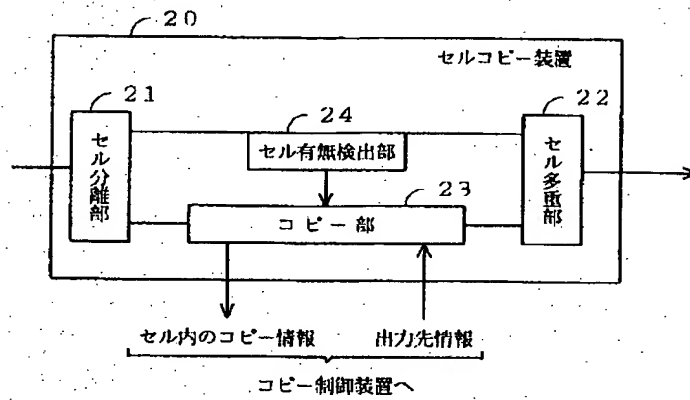 20
セルコピー装置
21
22
24
セル有無検出部
セル分離部
セル多重部
23
コピー部
セル内のコピー情報
出力先情報
コピー制御装置へ